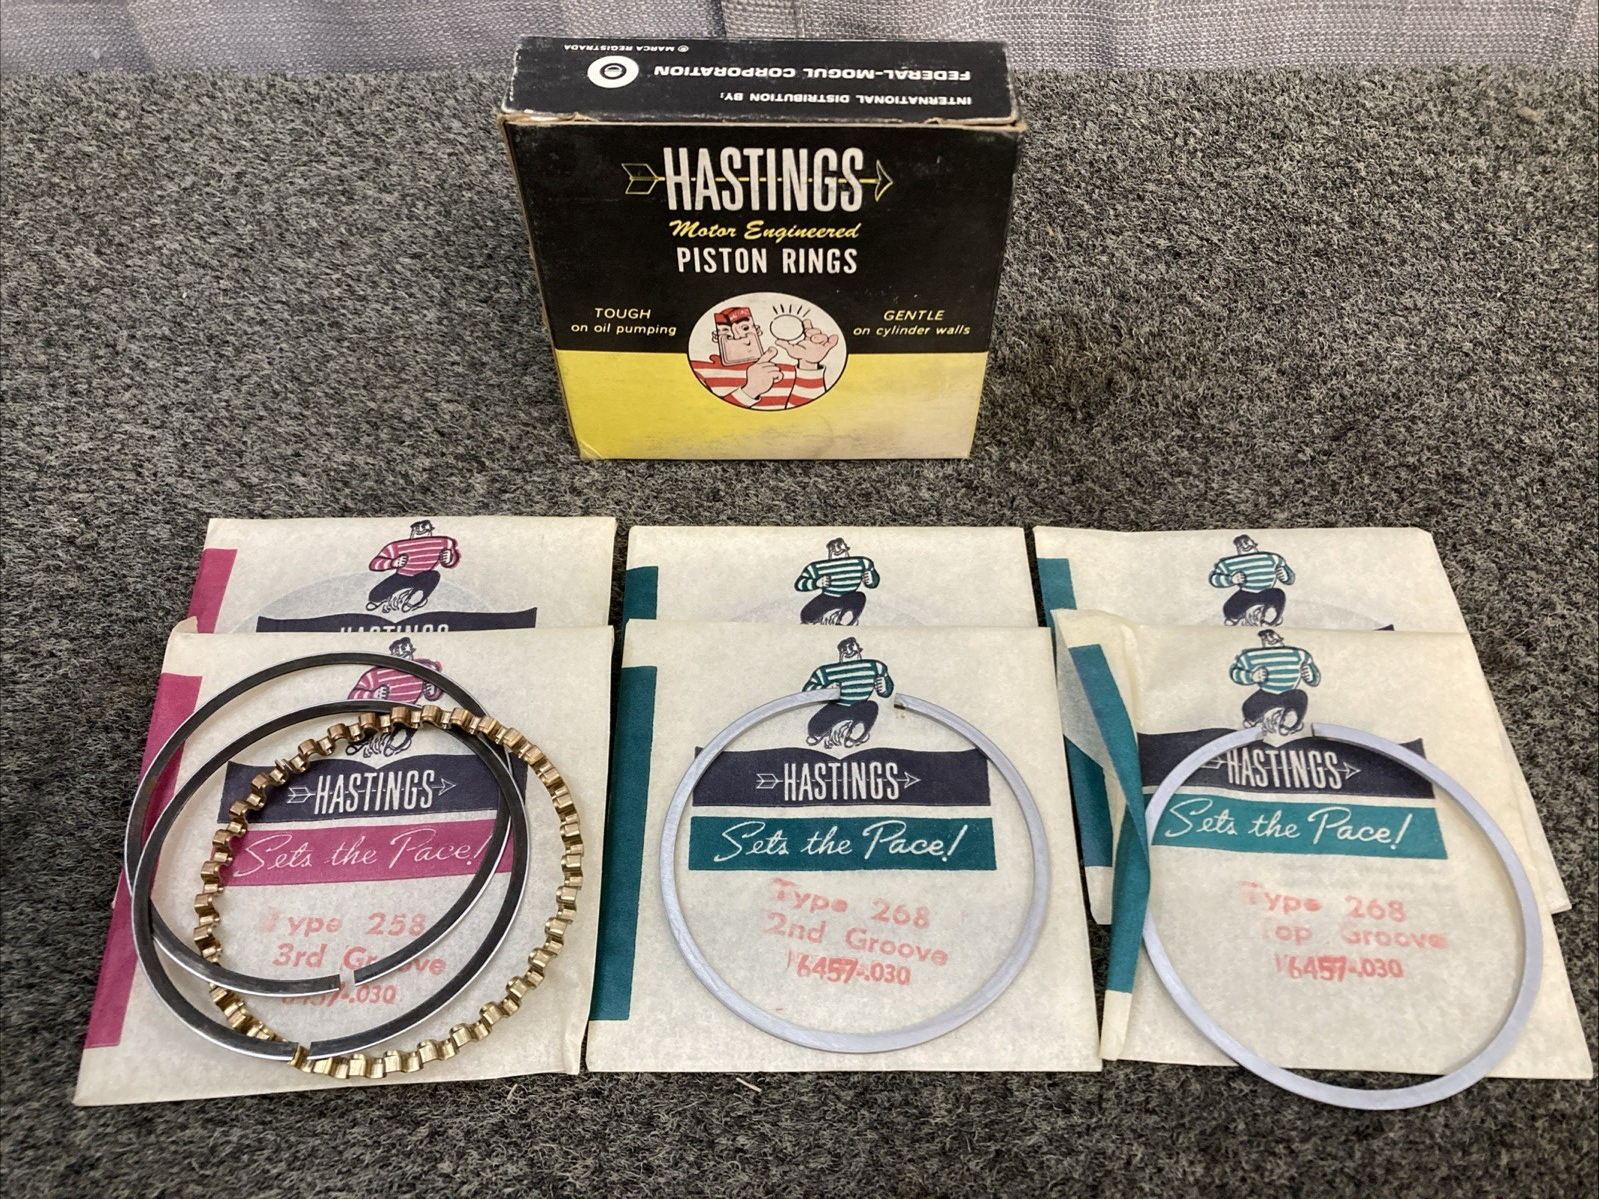 INTERNATIONAL DISTRIBUTION BY:
FEDERAL-MOGUL CORPORATION
® MARCA REGISTRADA
HASTINGS
Motor Engineered
PISTON RINGS
TOUGH
on oil pumping
GENTLE
on cylinder walls
HASTINGS
HASTINGS
Sets the Pace!
Type 258
3rd Groove
6457-.030
HASTINGS
Sets the Pace!
Type 268
2nd Groove
6457-.030
HASTINGS
Sets the Pace!
Type 268
Top Groove
6457-.030